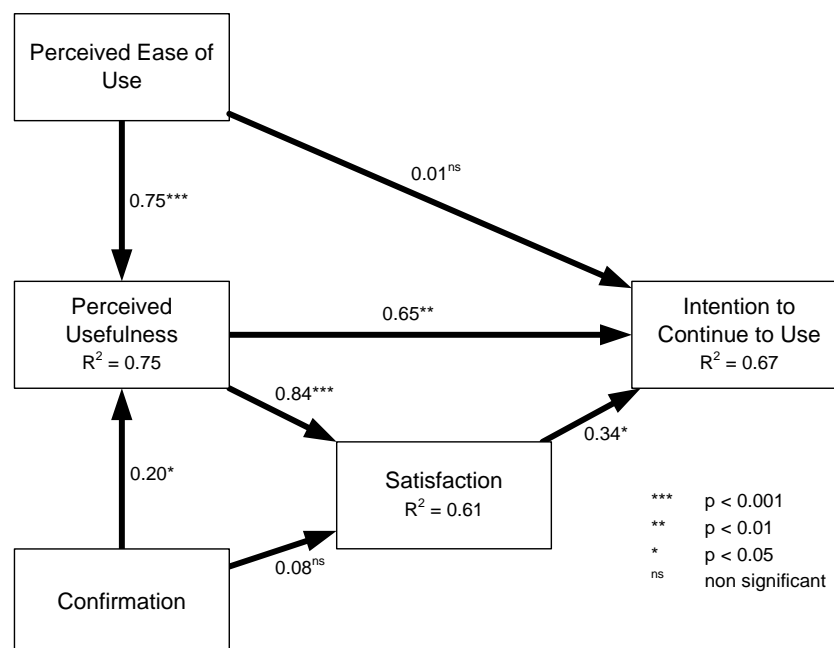 Perceived Ease of
Use
0.01ns
0.75***
Perceived
Usefulness
R2 = 0.75
0.65**
Intention to
Continue to Use
R2 = 0.67
0.84***
0.34*
Satisfaction
R2 = 0.61
0.20*
0.08ns
Confirmation
*** p < 0.001
** p < 0.01
* p < 0.05
ns non significant